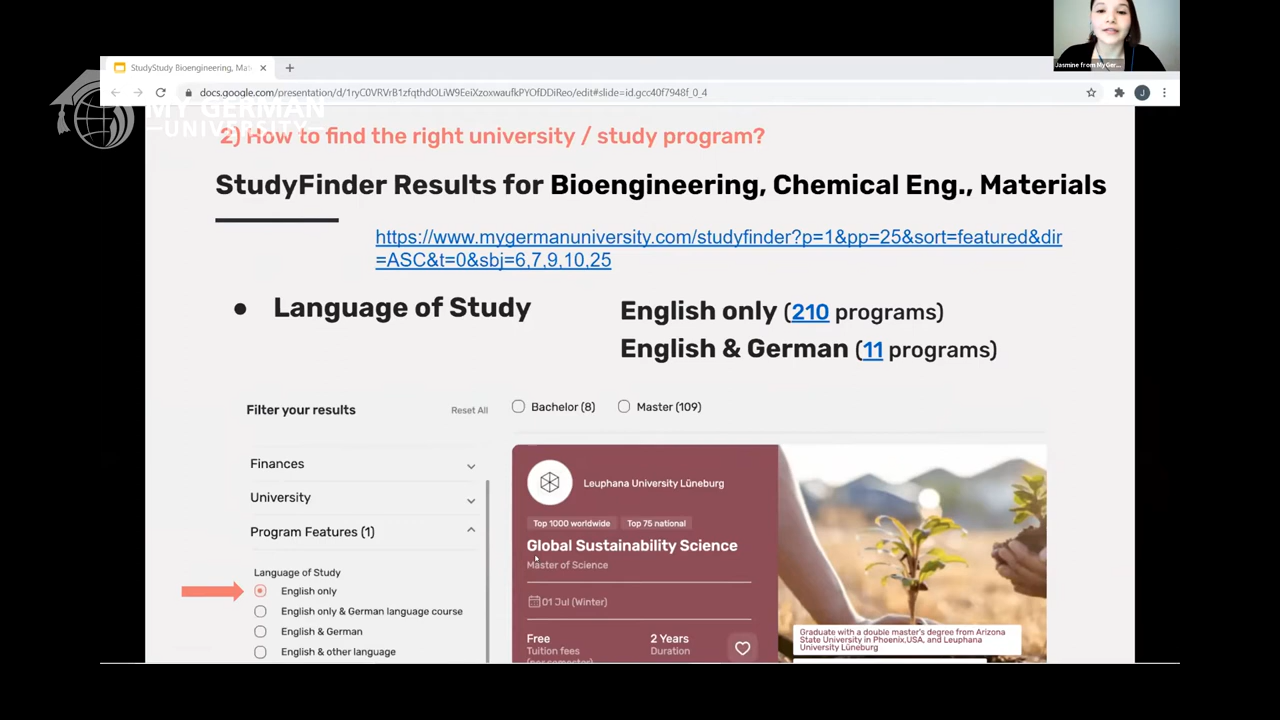 Jasmine from MyGer...
StudyStudy Bioengineering, Mat
docs.google.com/presentation/d/1ryC0VRVrB1zfqthdOLiW9EeiXzoxwaufkPYOfDDiReo/edit#slide=id.gcc40f7948f_0_4
J
MY GERMAN
UNIVERSITY
2) How to find the right university / study program?
StudyFinder Results for Bioengineering, Chemical Eng., Materials
https://www.mygermanuniversity.com/studyfinder?p=1&pp=25&sort=featured&dir
=ASC&t=0&sbj=6,7,9,10,25
● Language of Study
English only (210 programs)
English & German (11 programs)
Filter your results
Reset All
Bachelor (8)
Master (109)
Finances
University
Program Features (1)
Language of Study
English only
English only & German language course
English & German
English & other language
Leuphana University Lüneburg
Top 1000 worldwide
Top 75 national
Global Sustainability Science
Master of Science
01 Jul (Winter)
Free
Tuition fees
(per semester)
2 Years
Duration
Graduate with a double master's degree from Arizona
State University in Phoenix,USA, and Leuphana
University Lüneburg